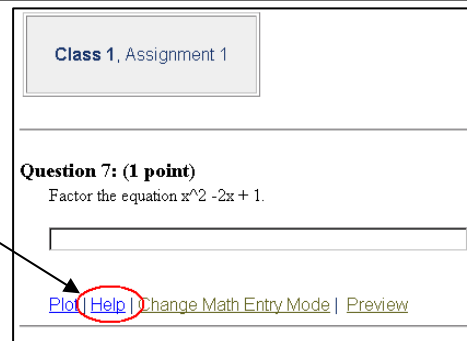 Class 1, Assignment 1
Question 7: (1 point)
Factor the equation x^2 -2x + 1.
Plot | Help | Change Math Entry Mode | Preview